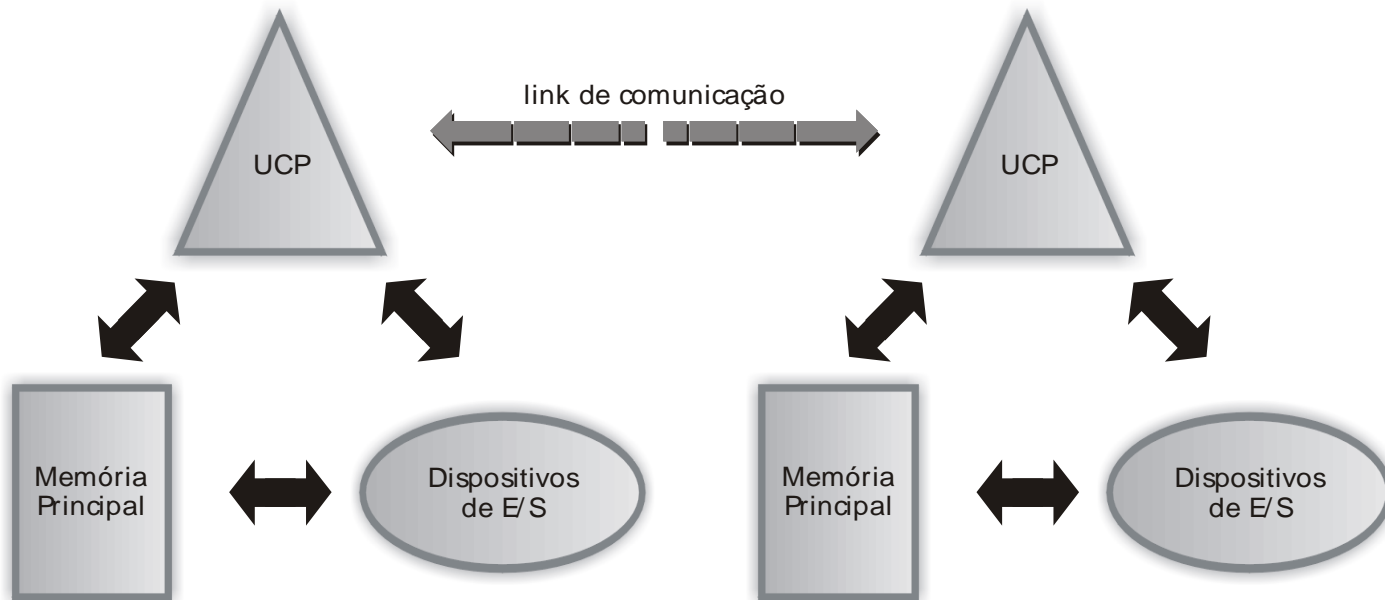 link de comunicação
UCP
UCP
Memória
Principal
Dispositivos
de E/S
Memória
Principal
Dispositivos
de E/S